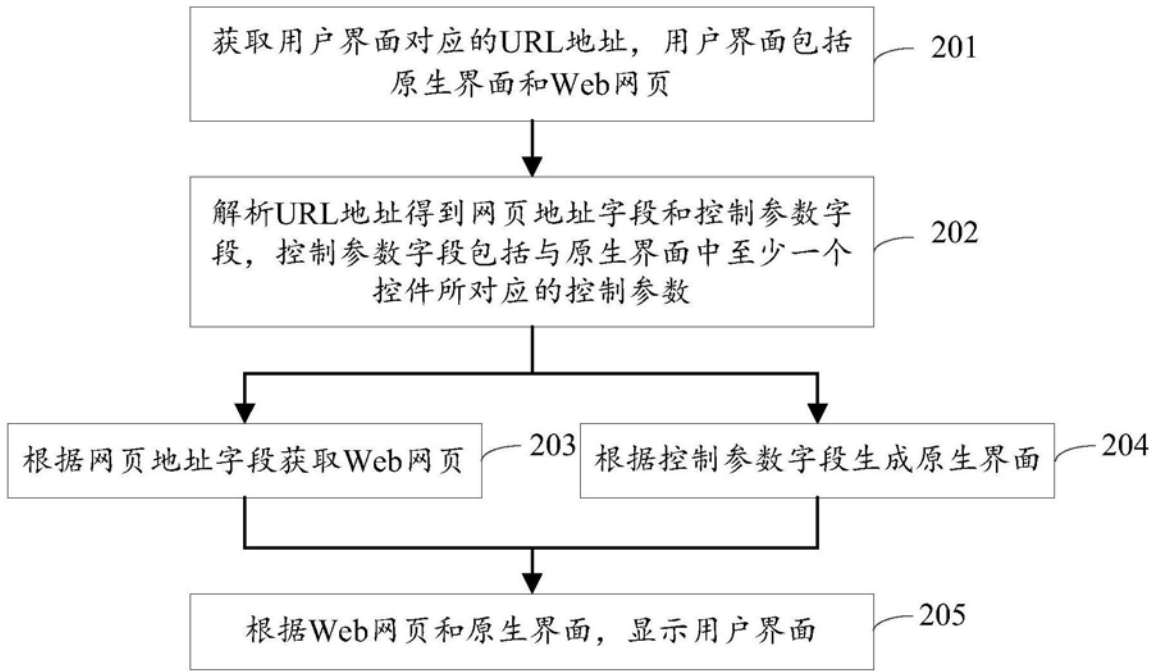 获取用户界面对应的URL地址，用户界面包括
原生界面和Web网页
201
解析URL地址得到网页地址字段和控制参数字
段，控制参数字段包括与原生界面中至少一个
控件所对应的控制参数
202
根据网页地址字段获取Web网页
203
根据控制参数字段生成原生界面
204
根据Web网页和原生界面，显示用户界面
205